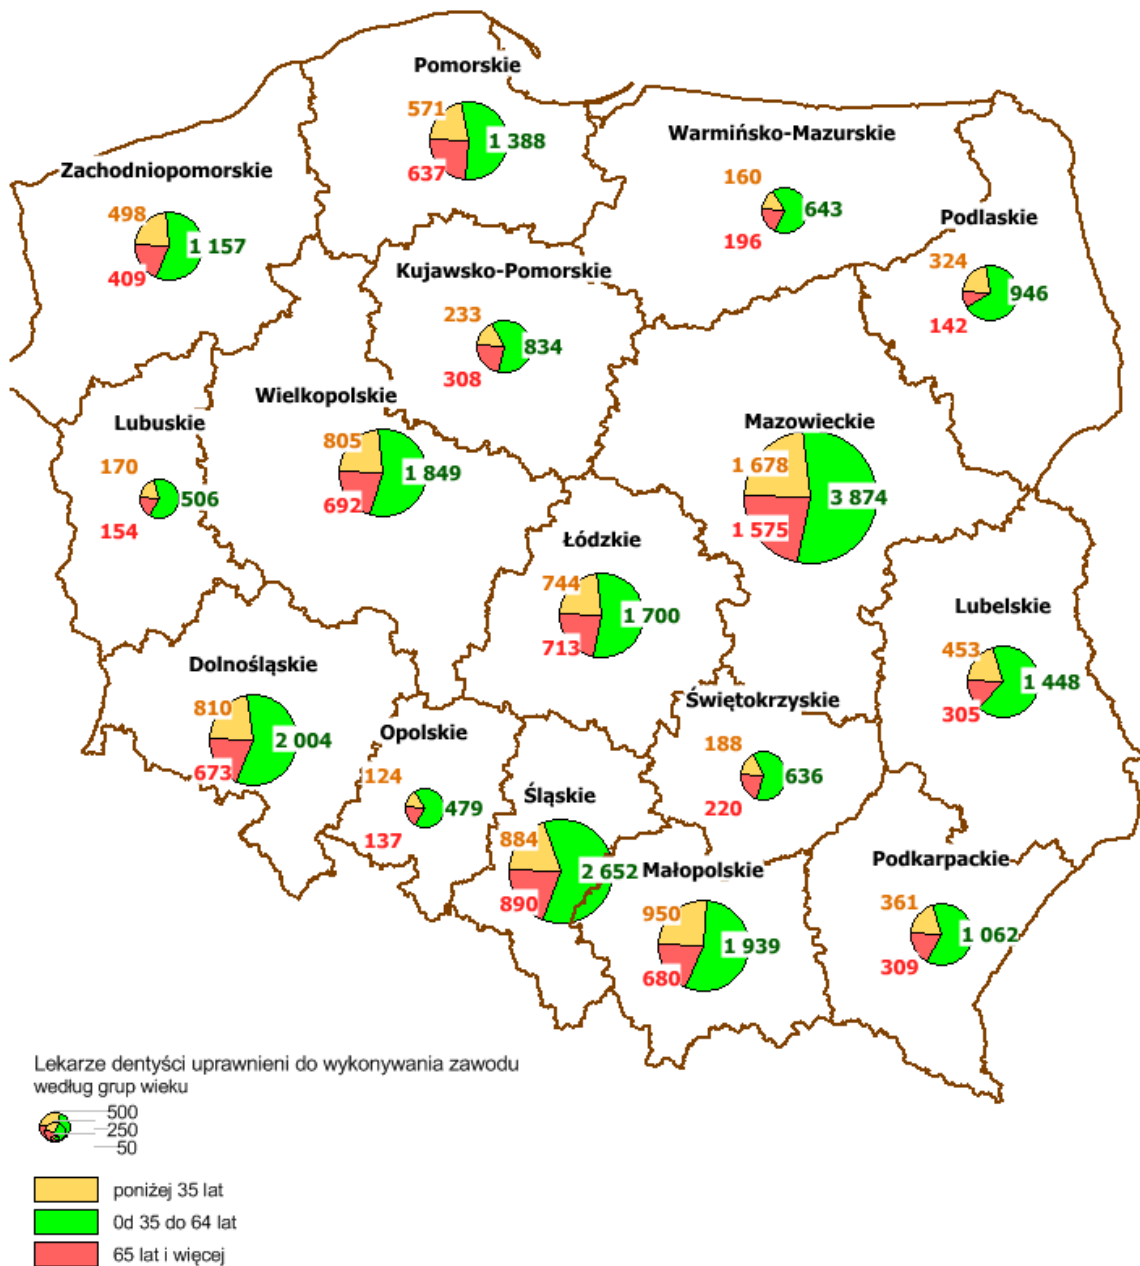 Pomorskie
571
1 388
637
Warmińsko-Mazurskie
160
643
196
Zachodniopomorskie
498
1 157
409
Podlaskie
324
946
142
Kujawsko-Pomorskie
233
834
308
Wielkopolskie
805
1 849
692
Lubuskie
170
506
154
Mazowieckie
1 678
3 874
1 575
Łódzkie
744
1 700
713
Lubelskie
453
1 448
305
Dolnośląskie
810
2 004
673
Opolskie
124
479
137
Świętokrzyskie
188
636
220
Śląskie
884
2 652
890
Małopolskie
950
1 939
680
Podkarpackie
361
1 062
309
Lekarze dentyści uprawnieni do wykonywania zawodu
według grup wieku
500
250
50
poniżej 35 lat
0d 35 do 64 lat
65 lat i więcej